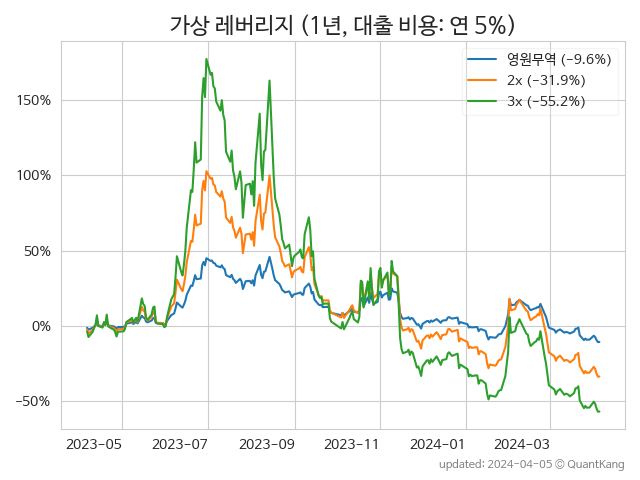 가상 레버리지 (1년, 대출 비용: 연 5%)
영원무역 (−9.6%)
2x (−31.9%)
3x (−55.2%)
150%
100%
50%
0%
−50%
2023-05 2023-07 2023-09 2023-11 2024-01 2024-03
updated: 2024-04-05 © QuantKang